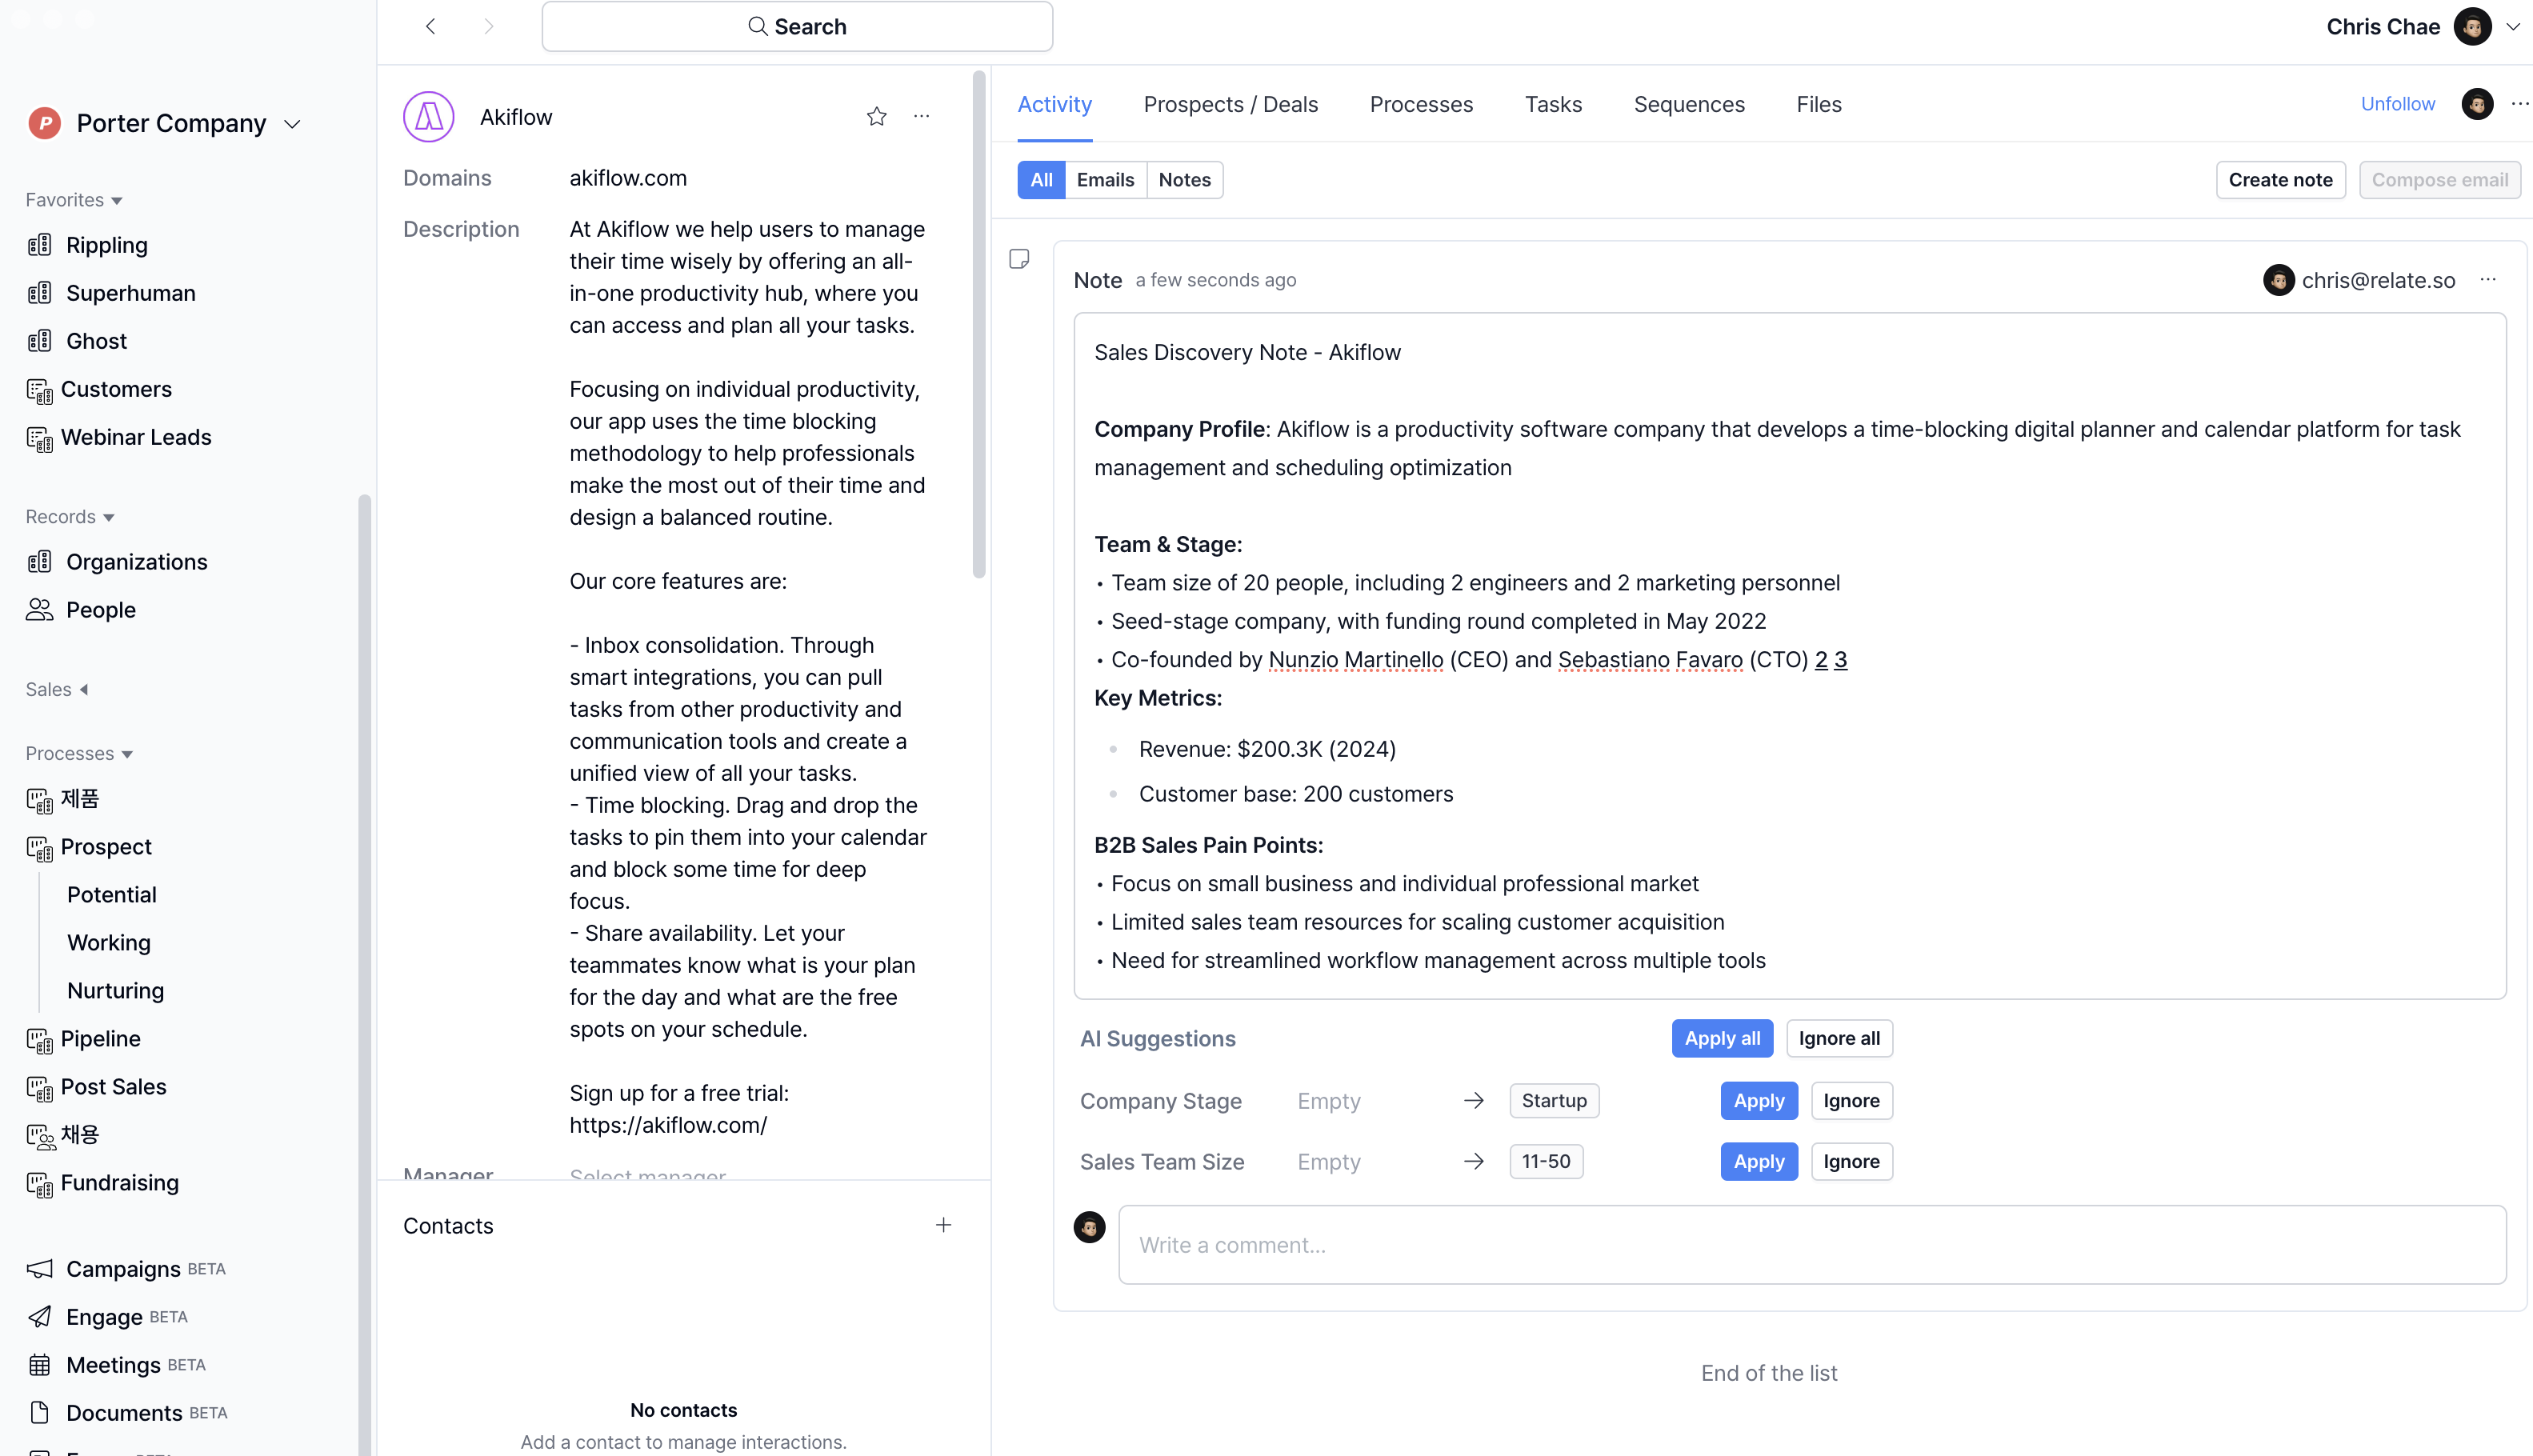 Search
Chris Chae
P
Porter Company
Favorites
Rippling
Superhuman
Ghost
Customers
Webinar Leads
Records
Organizations
People
Sales
Processes
제품
Prospect
Potential
Working
Nurturing
Pipeline
Post Sales
채용
Fundraising
Campaigns BETA
Engage BETA
Meetings BETA
Documents BETA
BETA
Akiflow
Domains
akiflow.com
Description
At Akiflow we help users to manage
their time wisely by offering an all-
in-one productivity hub, where you
can access and plan all your tasks.
Focusing on individual productivity,
our app uses the time blocking
methodology to help professionals
make the most out of their time and
design a balanced routine.
Our core features are:
- Inbox consolidation. Through
smart integrations, you can pull
tasks from other productivity and
communication tools and create a
unified view of all your tasks.
- Time blocking. Drag and drop the
tasks to pin them into your calendar
and block some time for deep
focus.
- Share availability. Let your
teammates know what is your plan
for the day and what are the free
spots on your schedule.
Sign up for a free trial:
https://akiflow.com/
Manager
Select manager
Contacts
No contacts
Add a contact to manage interactions.
Activity
Prospects / Deals
Processes
Tasks
Sequences
Files
Unfollow
All
Emails
Notes
Create note
Compose email
Note a few seconds ago
chris@relate.so
Sales Discovery Note - Akiflow
Company Profile: Akiflow is a productivity software company that develops a time-blocking digital planner and calendar platform for task
management and scheduling optimization
Team & Stage:
• Team size of 20 people, including 2 engineers and 2 marketing personnel
• Seed-stage company, with funding round completed in May 2022
• Co-founded by Nunzio Martinello (CEO) and Sebastiano Favaro (CTO) 2 3
Key Metrics:
• Revenue: $200.3K (2024)
• Customer base: 200 customers
B2B Sales Pain Points:
• Focus on small business and individual professional market
• Limited sales team resources for scaling customer acquisition
• Need for streamlined workflow management across multiple tools
AI Suggestions
Apply all
Ignore all
Company Stage Empty → Startup Apply Ignore
Sales Team Size Empty → 11-50 Apply Ignore
Write a comment...
End of the list